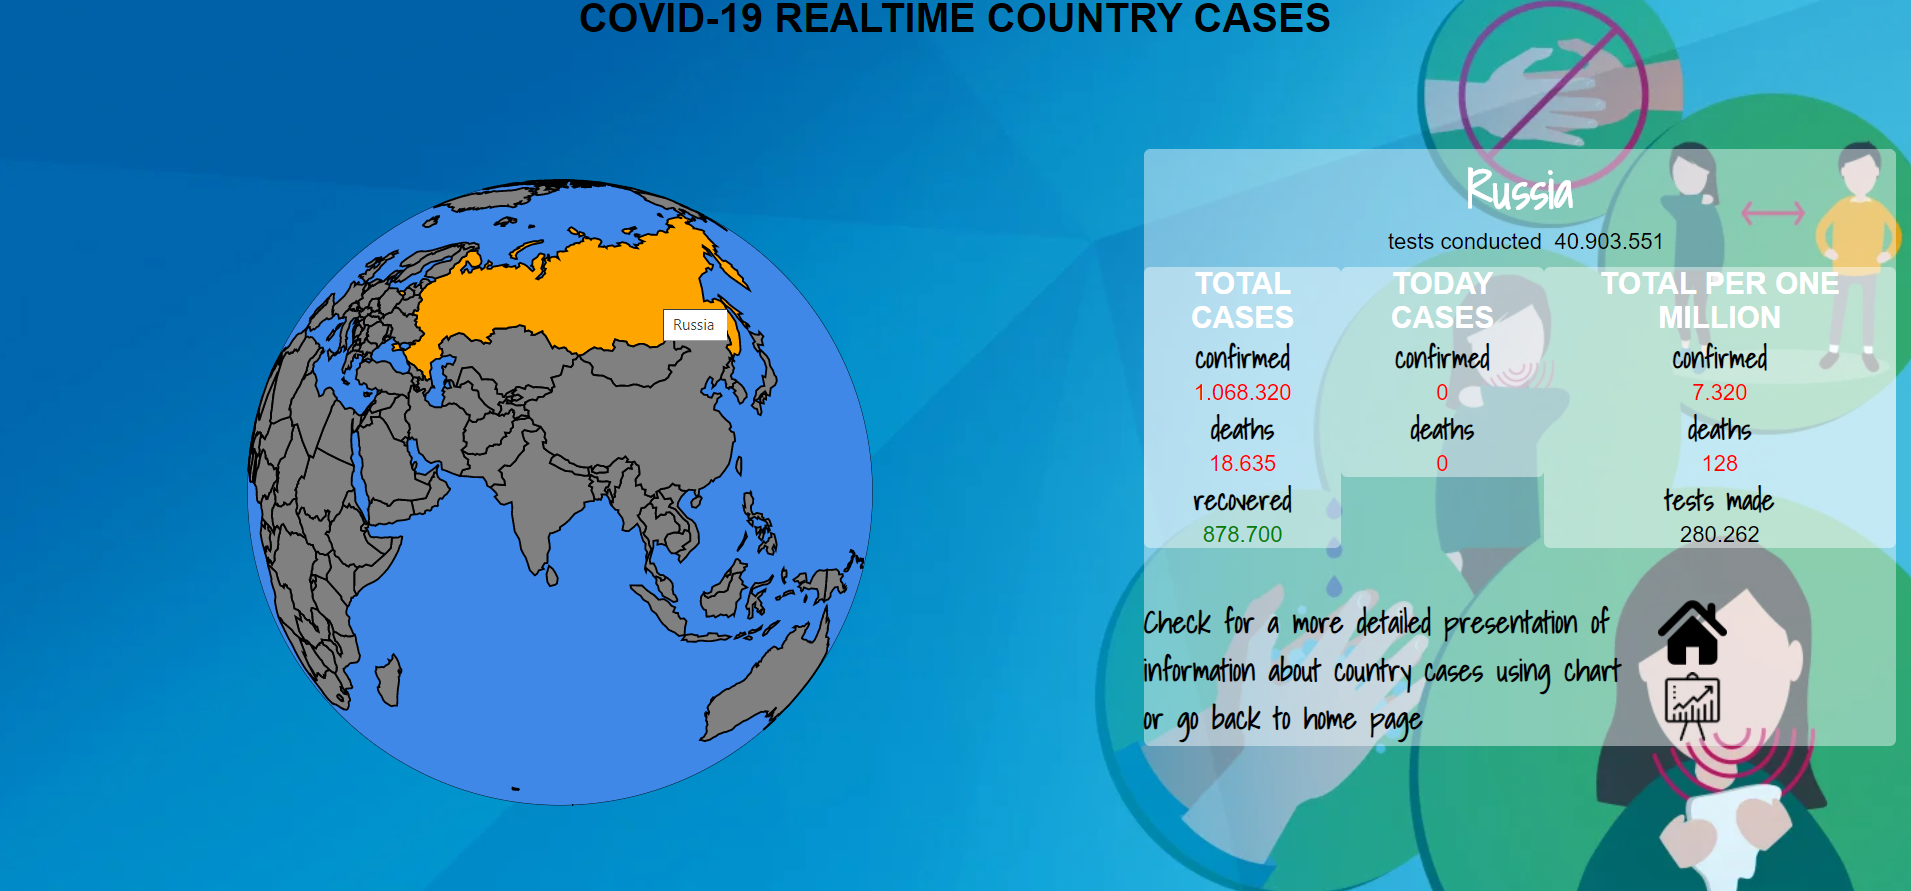 COVID-19 REALTIME COUNTRY CASES
Russia
Russia
tests conducted 40.903.551
TOTAL
CASES
confirmed
1.068.320
deaths
18.635
recovered
878.700
TODAY
CASES
confirmed
0
deaths
0
TOTAL PER ONE
MILLION
confirmed
7.320
deaths
128
tests made
280.262
Check for a more detailed presentation of
information about country cases using chart
or go back to home page